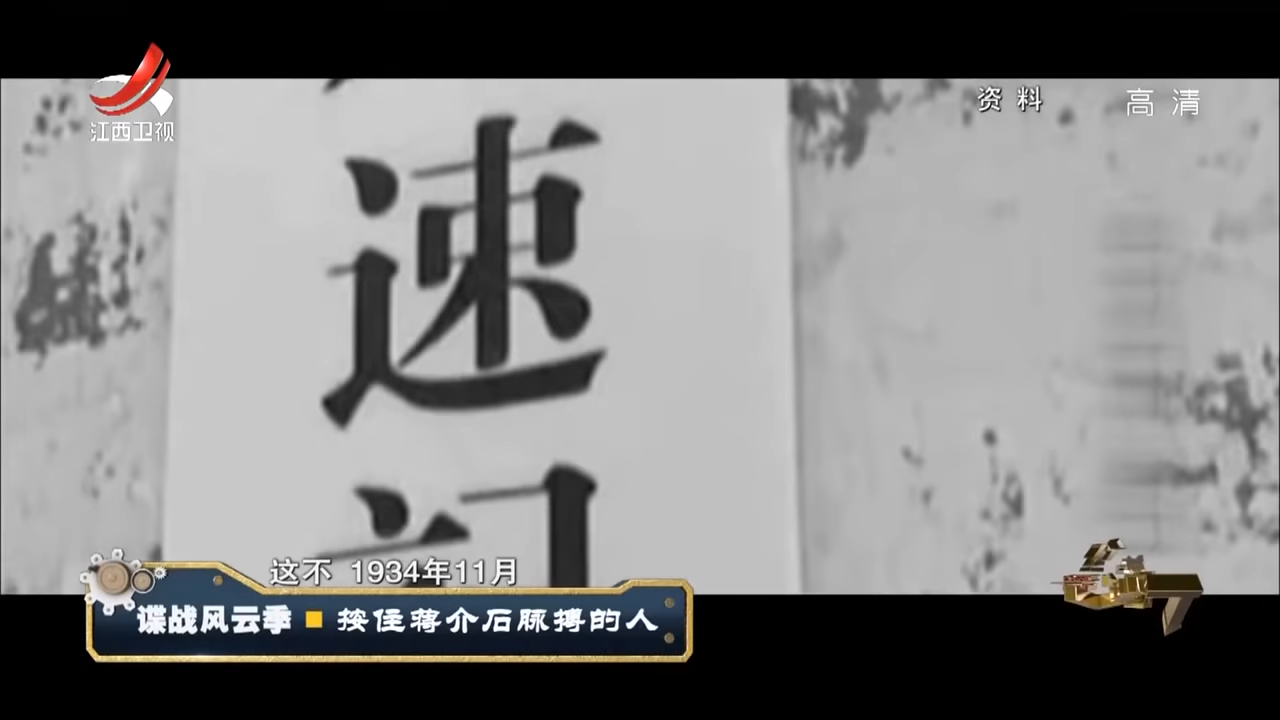 江西卫视
资料
高清
速
这不 1934年11月
谍战风云季 ■ 按住蒋介石脉搏的人